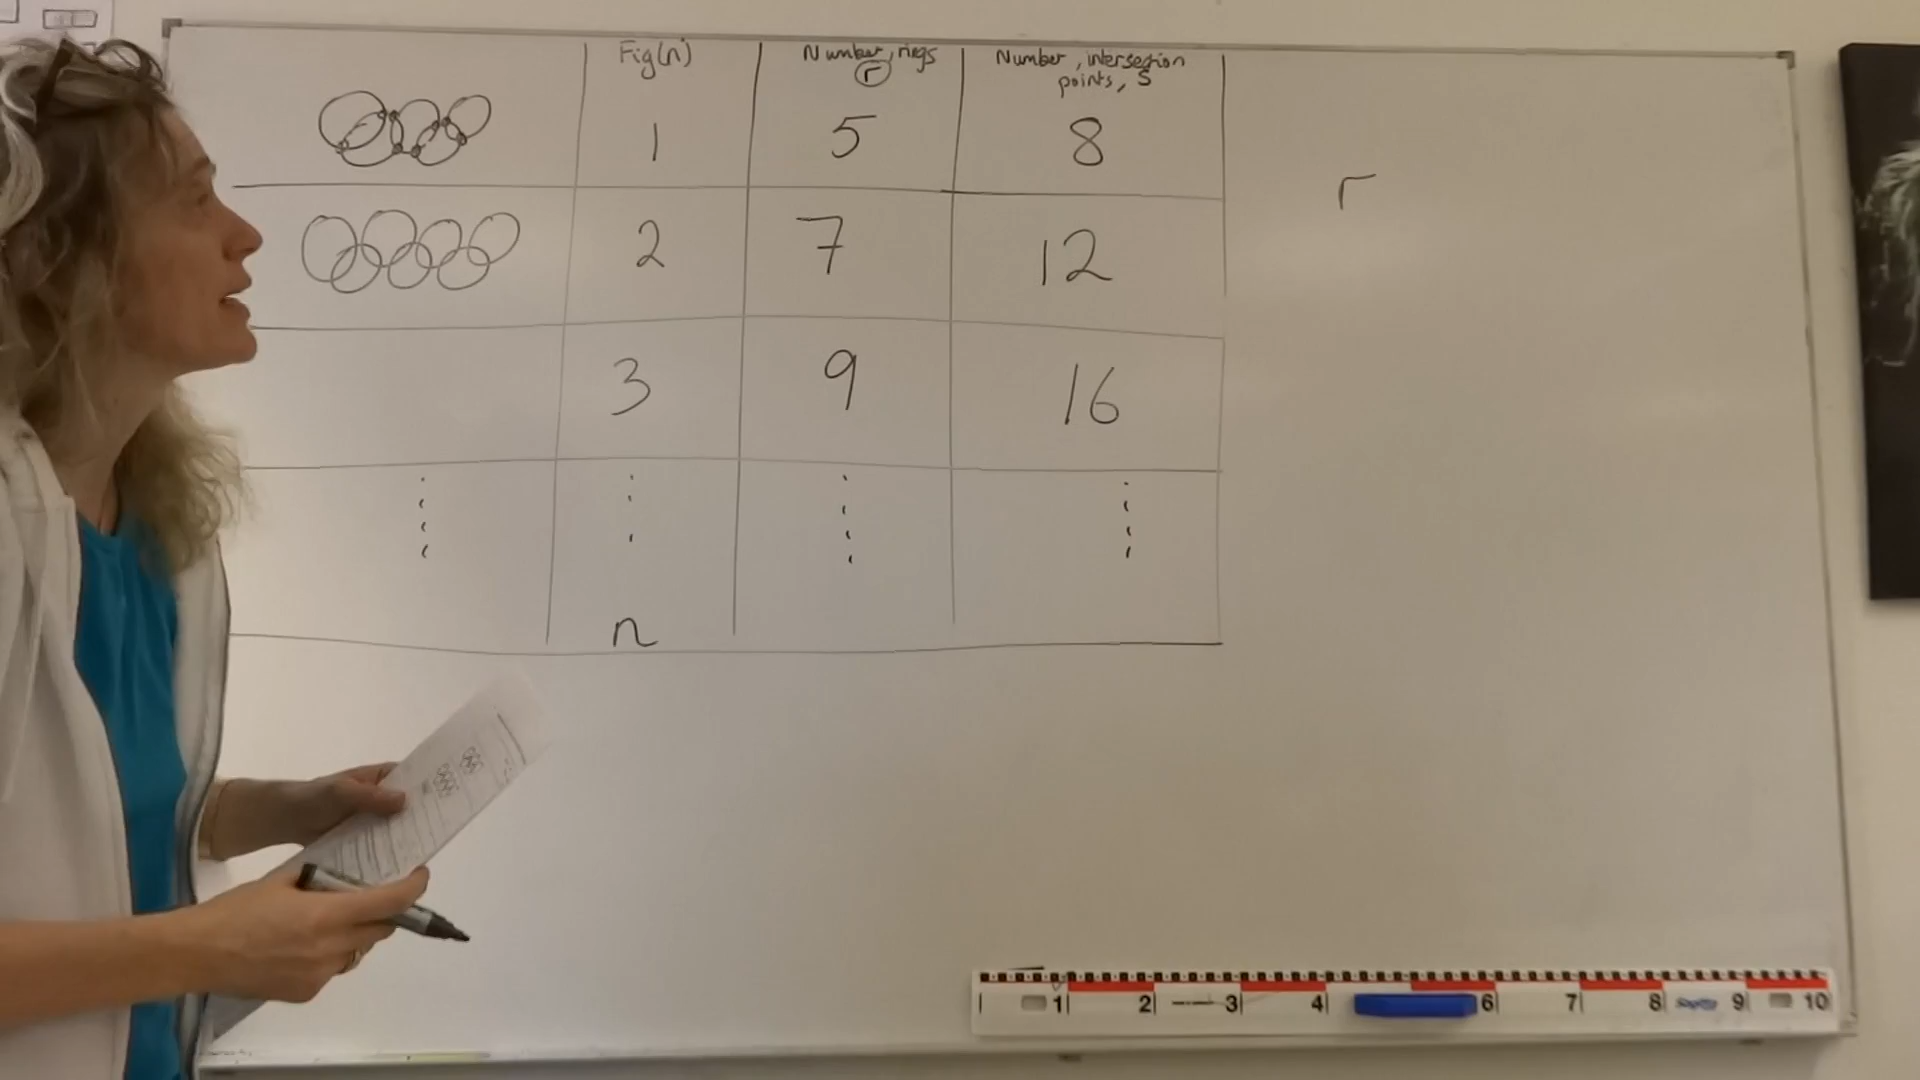 Fig(n)
Number, rings
r
Number, intersection
points, S
1
5
8
r
2
7
12
3
9
16
n
1 2 3 4 6 7 8 9 10